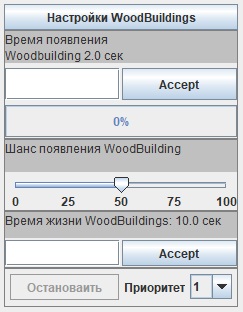 Настройки WoodBuildings
Время появления
Woodbuilding 2.0 сек
Accept
0%
Шанс появления WoodBuilding
0 25 50 75 100
Время жизни WoodBuildings: 10.0 сек
Accept
Остановаить Приоритет 1